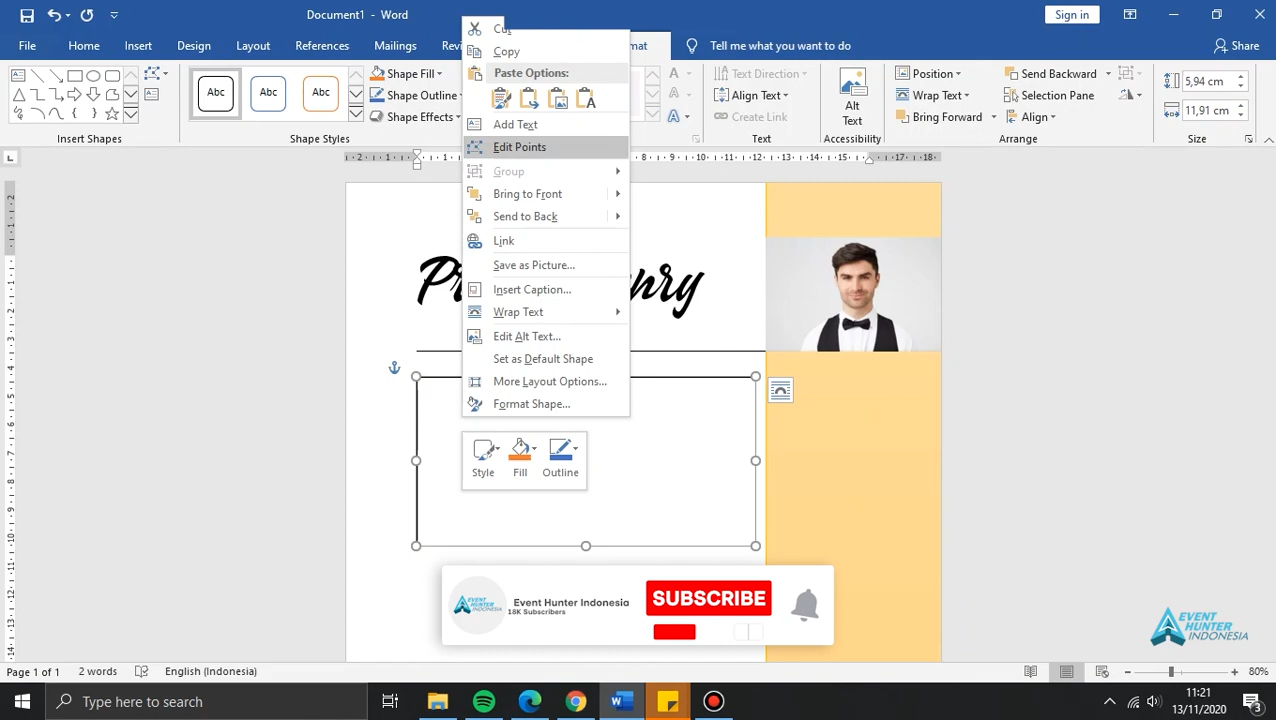 Document1 - Word
Sign in
File
Home
Insert
Draw
Design
Layout
References
Mailings
Tell me what you want to do
Share
Insert Shapes
Abc
Abc
Abc
Shape Fill
Shape Outline
Shape Effects
Shape Styles
Text Direction
Align Text
Create Link
Text
Alt
Text
Accessibility
Position
Wrap Text
Bring Forward
Send Backward
Selection Pane
Align
Arrange
5,94 cm
11,91 cm
Size
Cut
Copy
Paste Options:
Add Text
Edit Points
Group
Bring to Front
Send to Back
Link
Save as Picture...
Insert Caption...
Wrap Text
Edit Alt Text...
Set as Default Shape
More Layout Options...
Format Shape...
Style
Fill
Outline
Event Hunter Indonesia
18K Subscribers
SUBSCRIBE
EVENT
HUNTER
INDONESIA
Page 1 of 1
2 words
English (Indonesia)
80%
Type here to search
11:21
13/11/2020
3